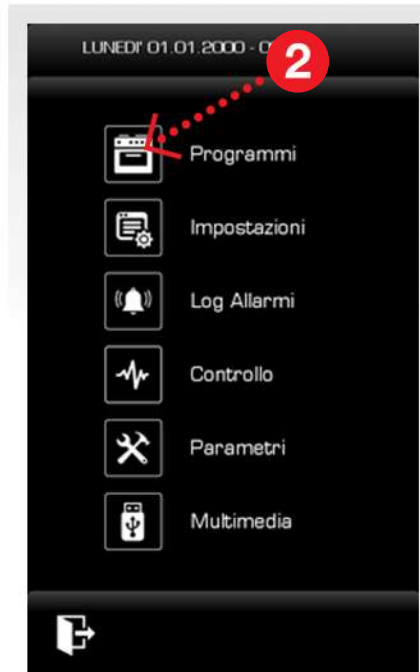 LUNEDI' 01.01.2000 -
2
Programmi
Impostazioni
Log Allarmi
Controllo
Parametri
Multimedia